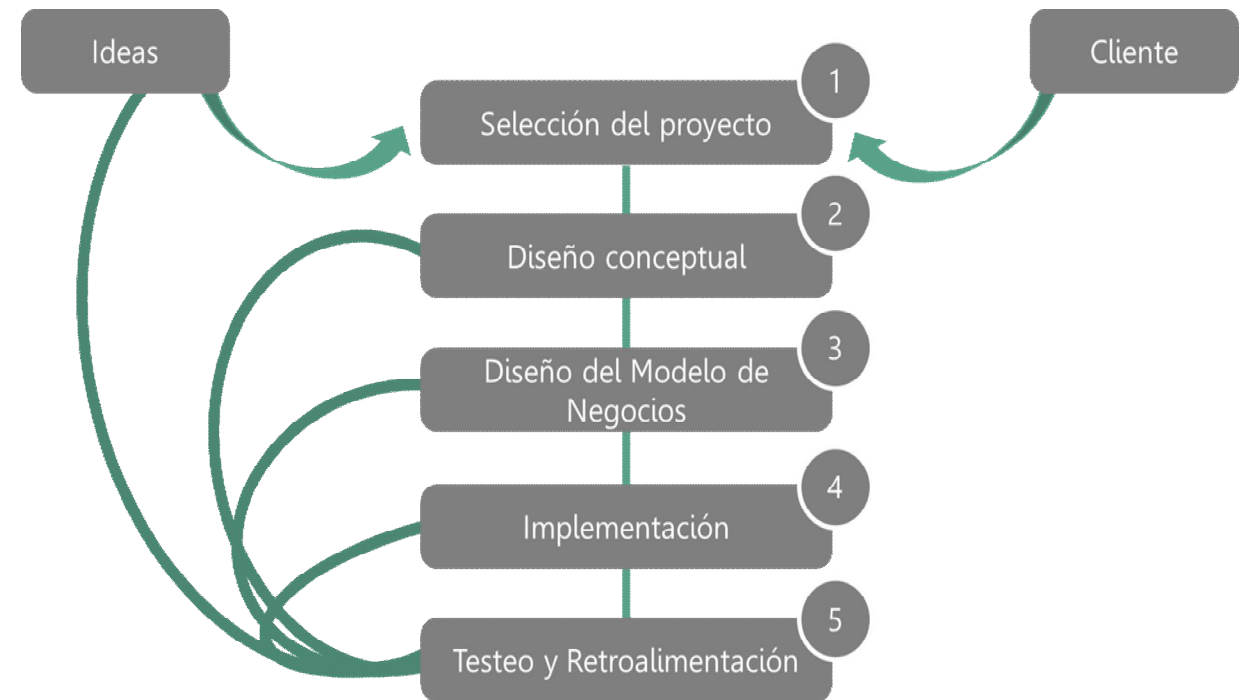 Ideas
Cliente
1
Selección del proyecto
2
Diseño conceptual
3
Diseño del Modelo de
Negocios
4
Implementación
5
Testeo y Retroalimentación